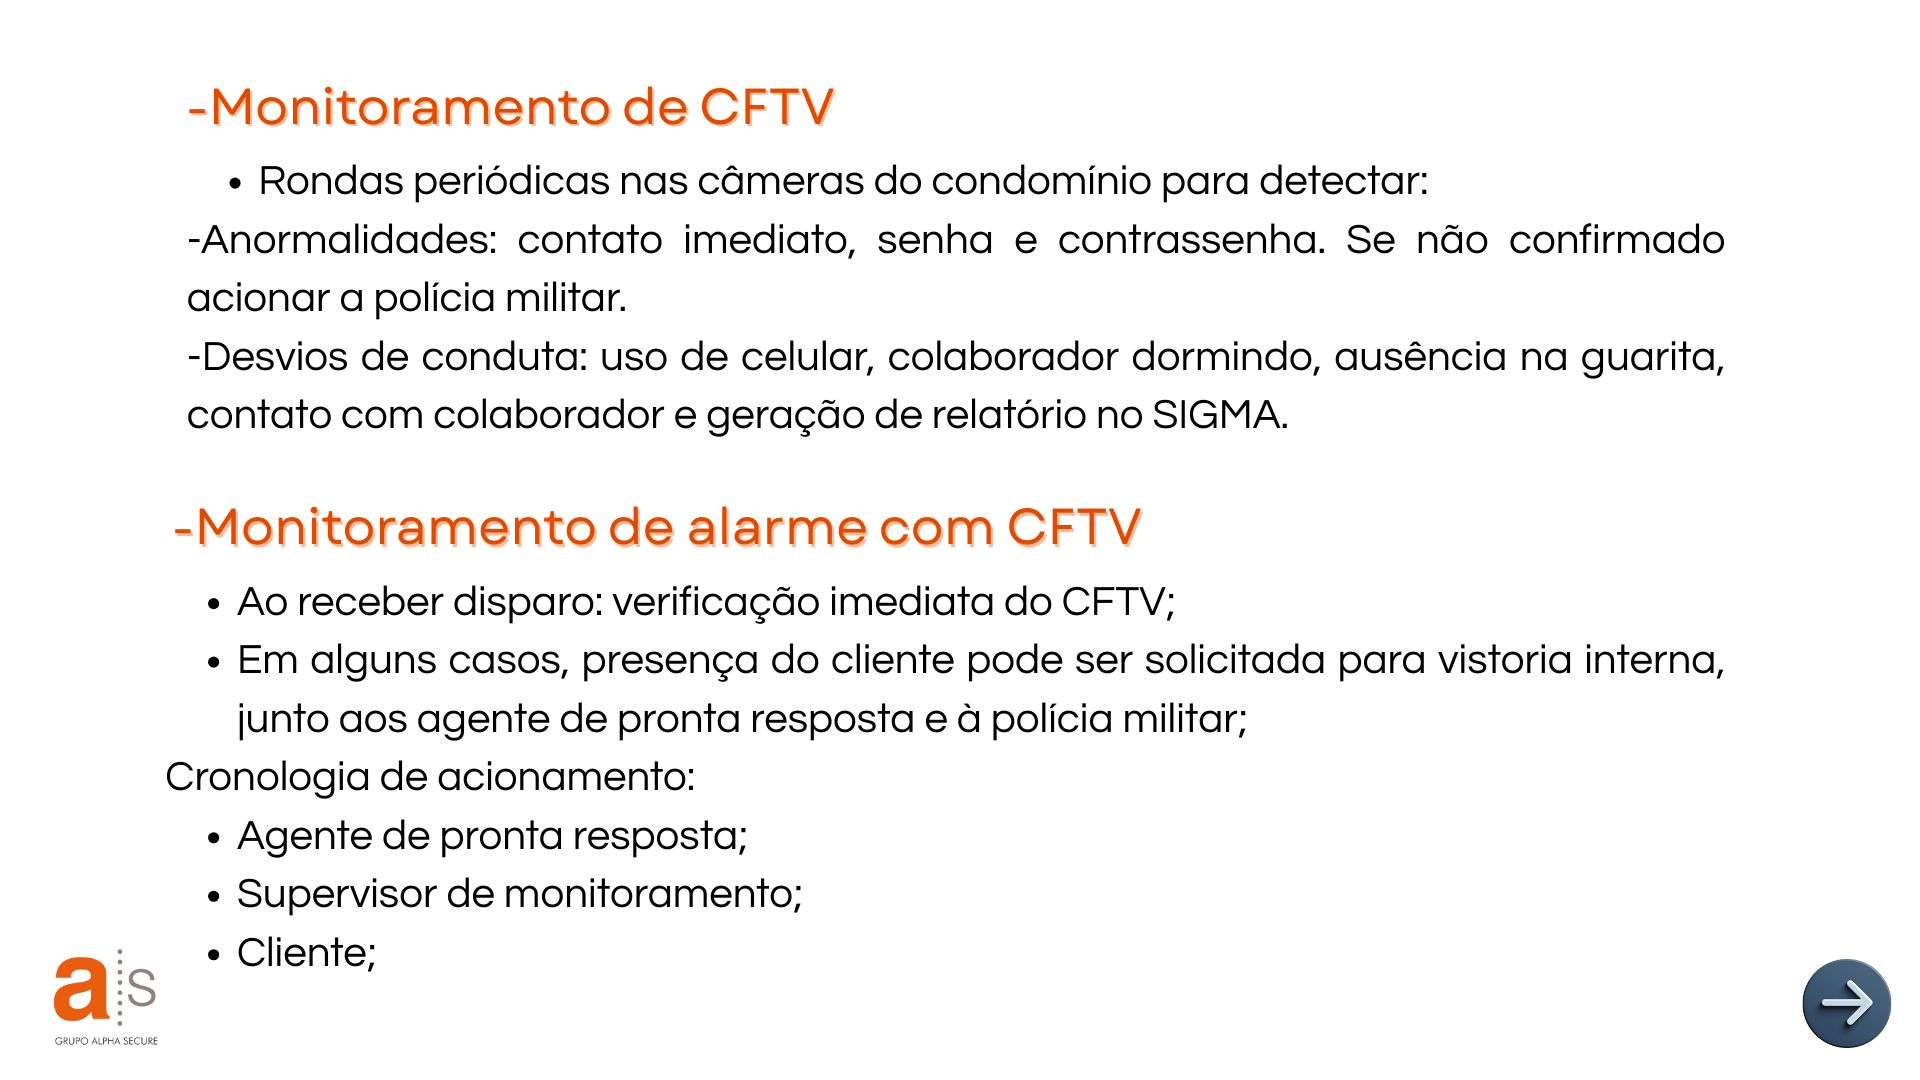 -Monitoramento de CFTV
• Rondas periódicas nas câmeras do condomínio para detectar:
-Anormalidades: contato imediato, senha e contrassenha. Se não confirmado
acionar a polícia militar.
-Desvios de conduta: uso de celular, colaborador dormindo, ausência na guarita,
contato com colaborador e geração de relatório no SIGMA.
-Monitoramento de alarme com CFTV
• Ao receber disparo: verificação imediata do CFTV;
• Em alguns casos, presença do cliente pode ser solicitada para vistoria interna,
junto aos agente de pronta resposta e à polícia militar;
Cronologia de acionamento:
• Agente de pronta resposta;
• Supervisor de monitoramento;
• Cliente;
a s
GRUPO ALPHA SECURE